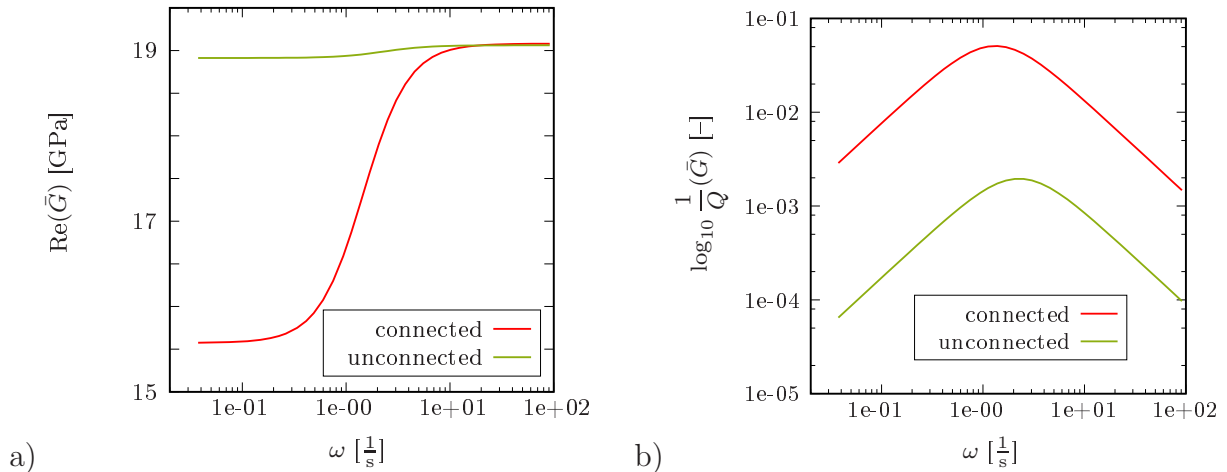 19
17
15
Re(Ḡ) [GPa]
connected
unconnected
1e-01 1e-00 1e+01 1e+02
ω [1/s]
a)
1e-01
1e-02
1e-03
1e-04
1e-05
log₁₀ 1/Q (Ḡ) [–]
connected
unconnected
1e-01 1e-00 1e+01 1e+02
ω [1/s]
b)